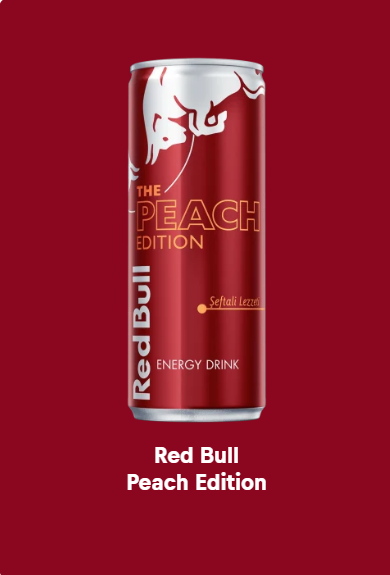 THE
PEACH
EDITION
Şeftali Lezzeti
Red Bull
ENERGY DRINK
Red Bull
Peach Edition